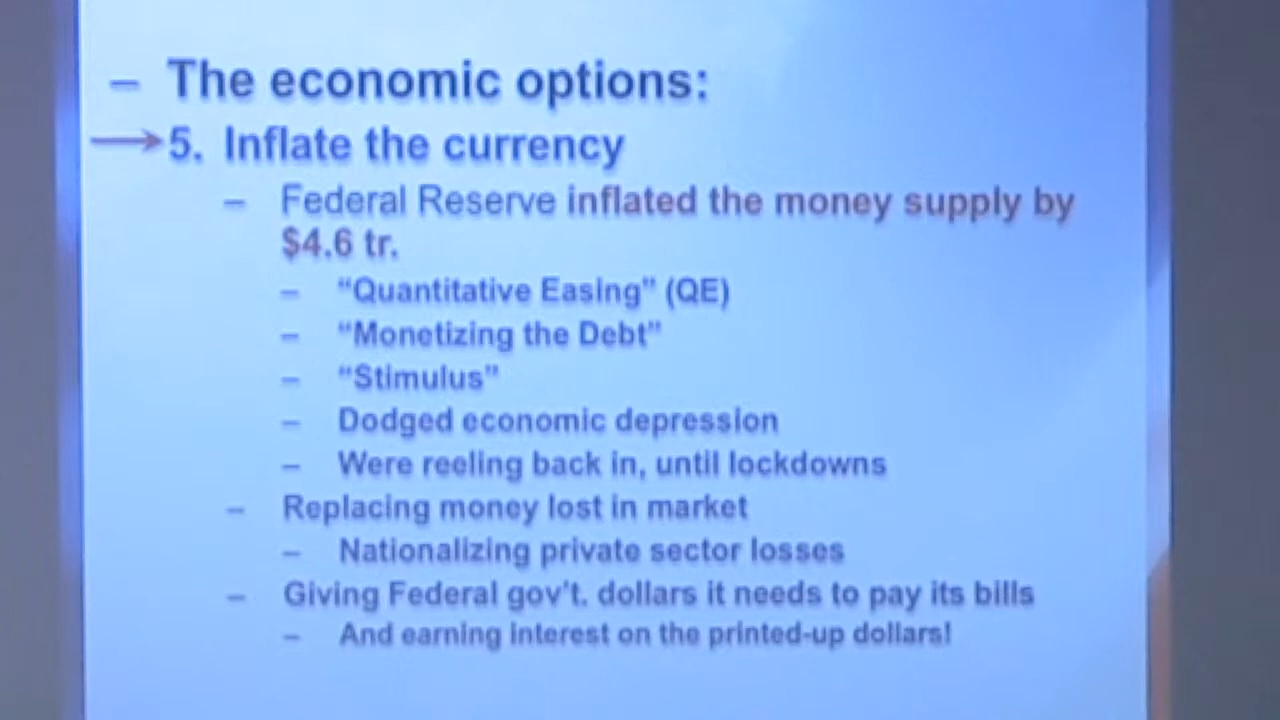 – The economic options:
5. Inflate the currency
– Federal Reserve inflated the money supply by
$4.6 tr.
– “Quantitative Easing” (QE)
– “Monetizing the Debt”
– “Stimulus”
– Dodged economic depression
– Were reeling back in, until lockdowns
– Replacing money lost in market
– Nationalizing private sector losses
– Giving Federal gov’t. dollars it needs to pay its bills
– And earning interest on the printed-up dollars!